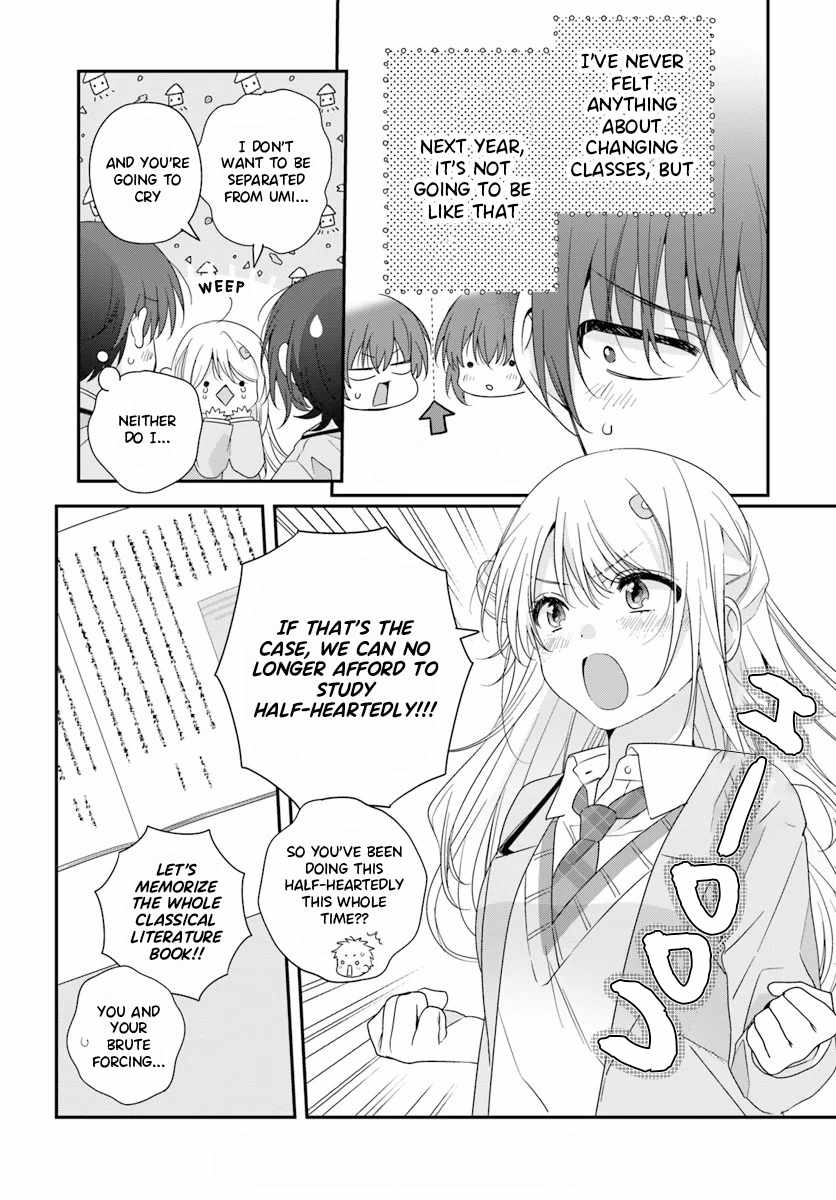 I'VE NEVER
FELT
ANYTHING
ABOUT
CHANGING
CLASSES, BUT
NEXT YEAR,
IT'S NOT
GOING TO BE
LIKE THAT
I DON'T
WANT TO BE
SEPARATED
FROM UMI...
AND YOU'RE
GOING TO
CRY
WEEP
NEITHER
DO I...
IF THAT'S THE
CASE, WE CAN NO
LONGER AFFORD TO
STUDY
HALF-HEARTEDLY!!!
SO YOU'VE BEEN
DOING THIS
HALF-HEARTEDLY
THIS WHOLE
TIME??
LET'S
MEMORIZE
THE WHOLE
CLASSICAL
LITERATURE
BOOK!!
YOU AND
YOUR
BRUTE
FORCING...